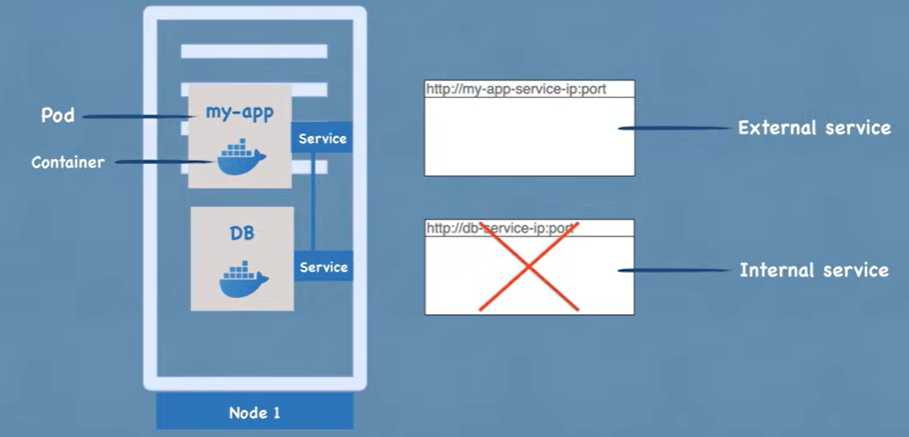 http://my-app-service-ip:port
Pod
my-app
Service
External service
Container
http://db-service-ip:port
DB
Service
Internal service
Node 1